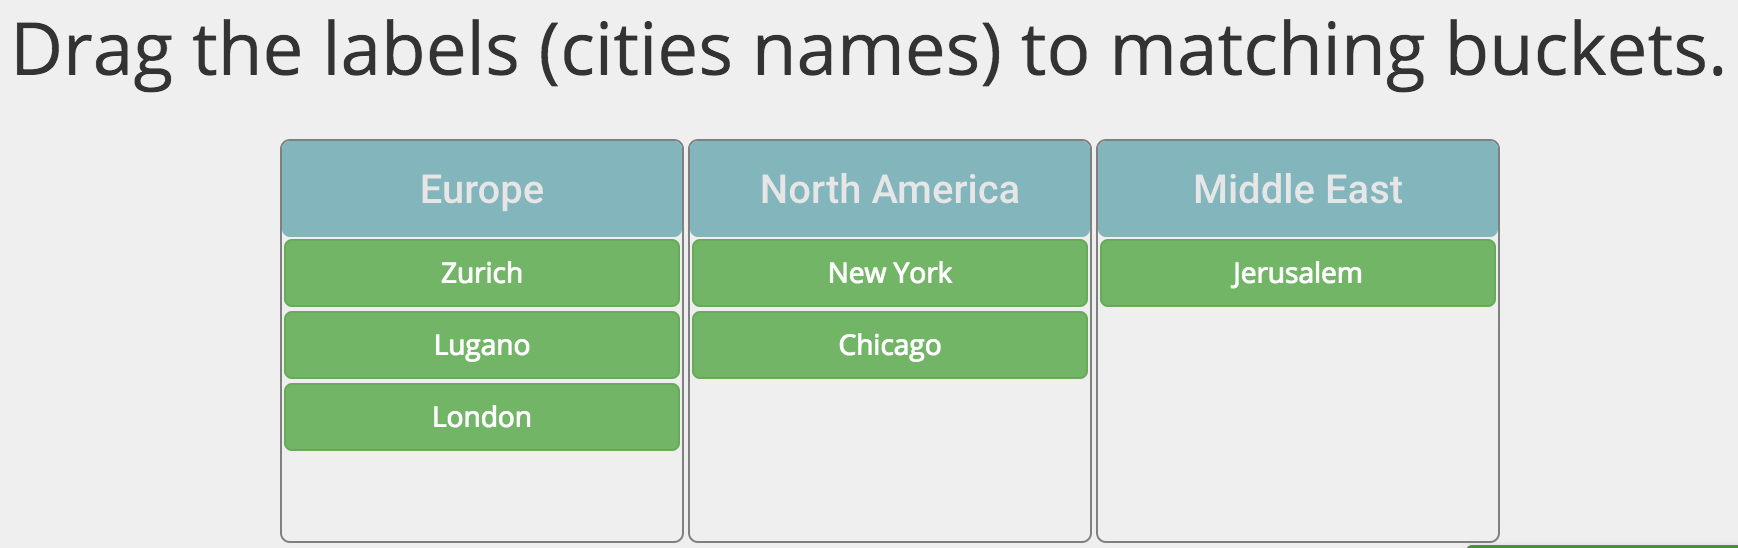 Drag the labels (cities names) to matching buckets.
Europe
North America
Middle East
Zurich
New York
Jerusalem
Lugano
Chicago
London